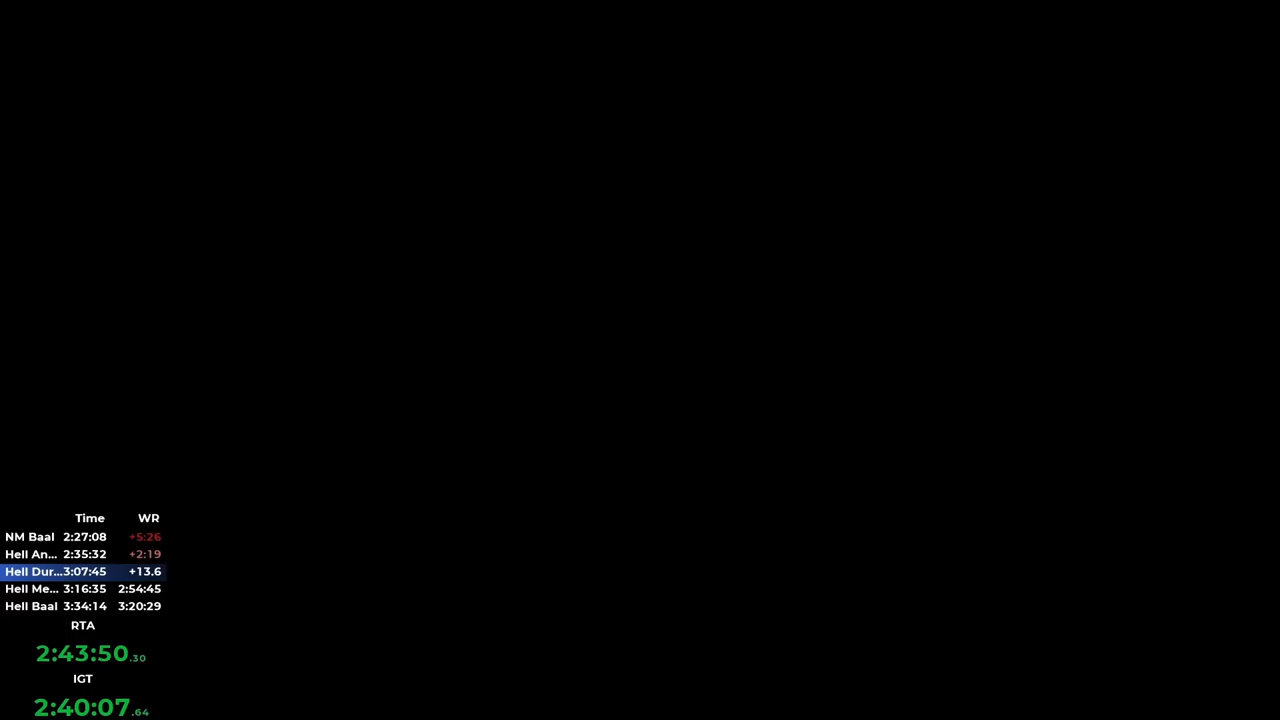 Time WR
NM Baal 2:27:08 +5:26
Hell An... 2:35:32 +2:19
Hell Dur... 3:07:45 +13.6
Hell Me... 3:16:35 2:54:45
Hell Baal 3:34:14 3:20:29
RTA
2:43:50.30
IGT
2:40:07.64